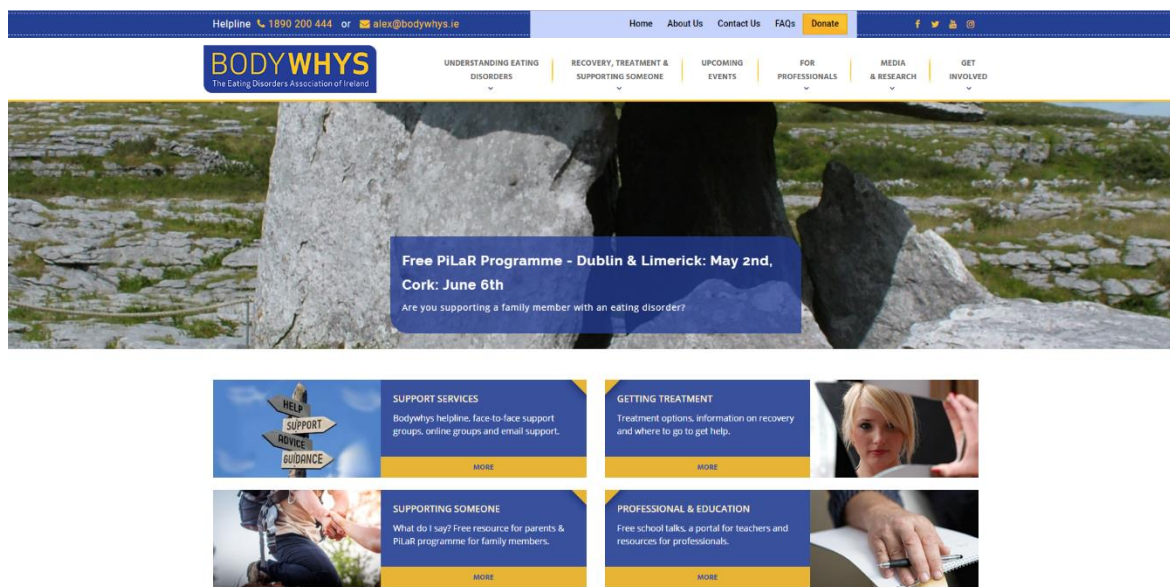 Helpline 1890 200 444 or alex@bodywhys.ie
Home About Us Contact Us FAQs Donate
BODYWHYS
The Eating Disorders Association of Ireland
UNDERSTANDING EATING
DISORDERS
RECOVERY, TREATMENT &
SUPPORTING SOMEONE
UPCOMING
EVENTS
FOR
PROFESSIONALS
MEDIA
& RESEARCH
GET
INVOLVED
Free PiLaR Programme - Dublin & Limerick: May 2nd,
Cork: June 6th
Are you supporting a family member with an eating disorder?
HELP
SUPPORT
ADVICE
GUIDANCE
SUPPORT SERVICES
Bodywhys helpline, face-to-face support
groups, online groups and email support.
MORE
GETTING TREATMENT
Treatment options, information on recovery
and where to go to get help.
MORE
SUPPORTING SOMEONE
What do I say? Free resource for parents &
PiLaR programme for family members.
MORE
PROFESSIONAL & EDUCATION
Free school talks, a portal for teachers and
resources for professionals.
MORE